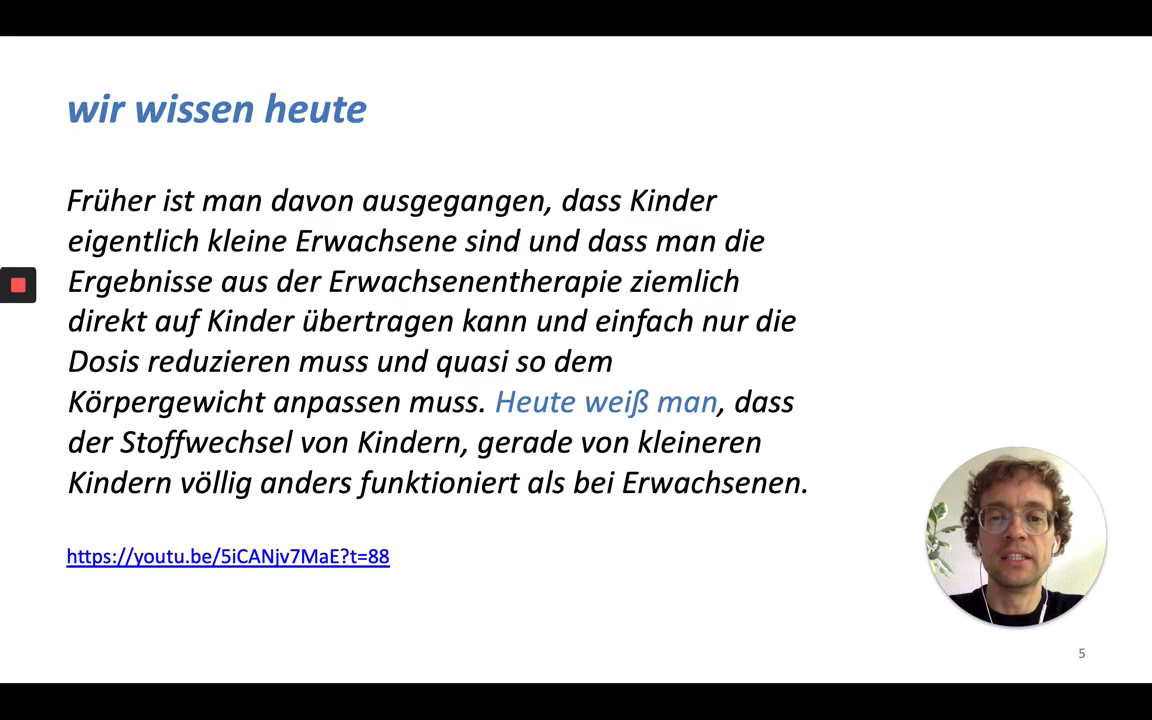 wir wissen heute
Früher ist man davon ausgegangen, dass Kinder
eigentlich kleine Erwachsene sind und dass man die
Ergebnisse aus der Erwachsenentherapie ziemlich
direkt auf Kinder übertragen kann und einfach nur die
Dosis reduzieren muss und quasi so dem
Körpergewicht anpassen muss. Heute weiß man, dass
der Stoffwechsel von Kindern, gerade von kleineren
Kindern völlig anders funktioniert als bei Erwachsenen.
https://youtu.be/5iCANjv7MaE?t=88
5